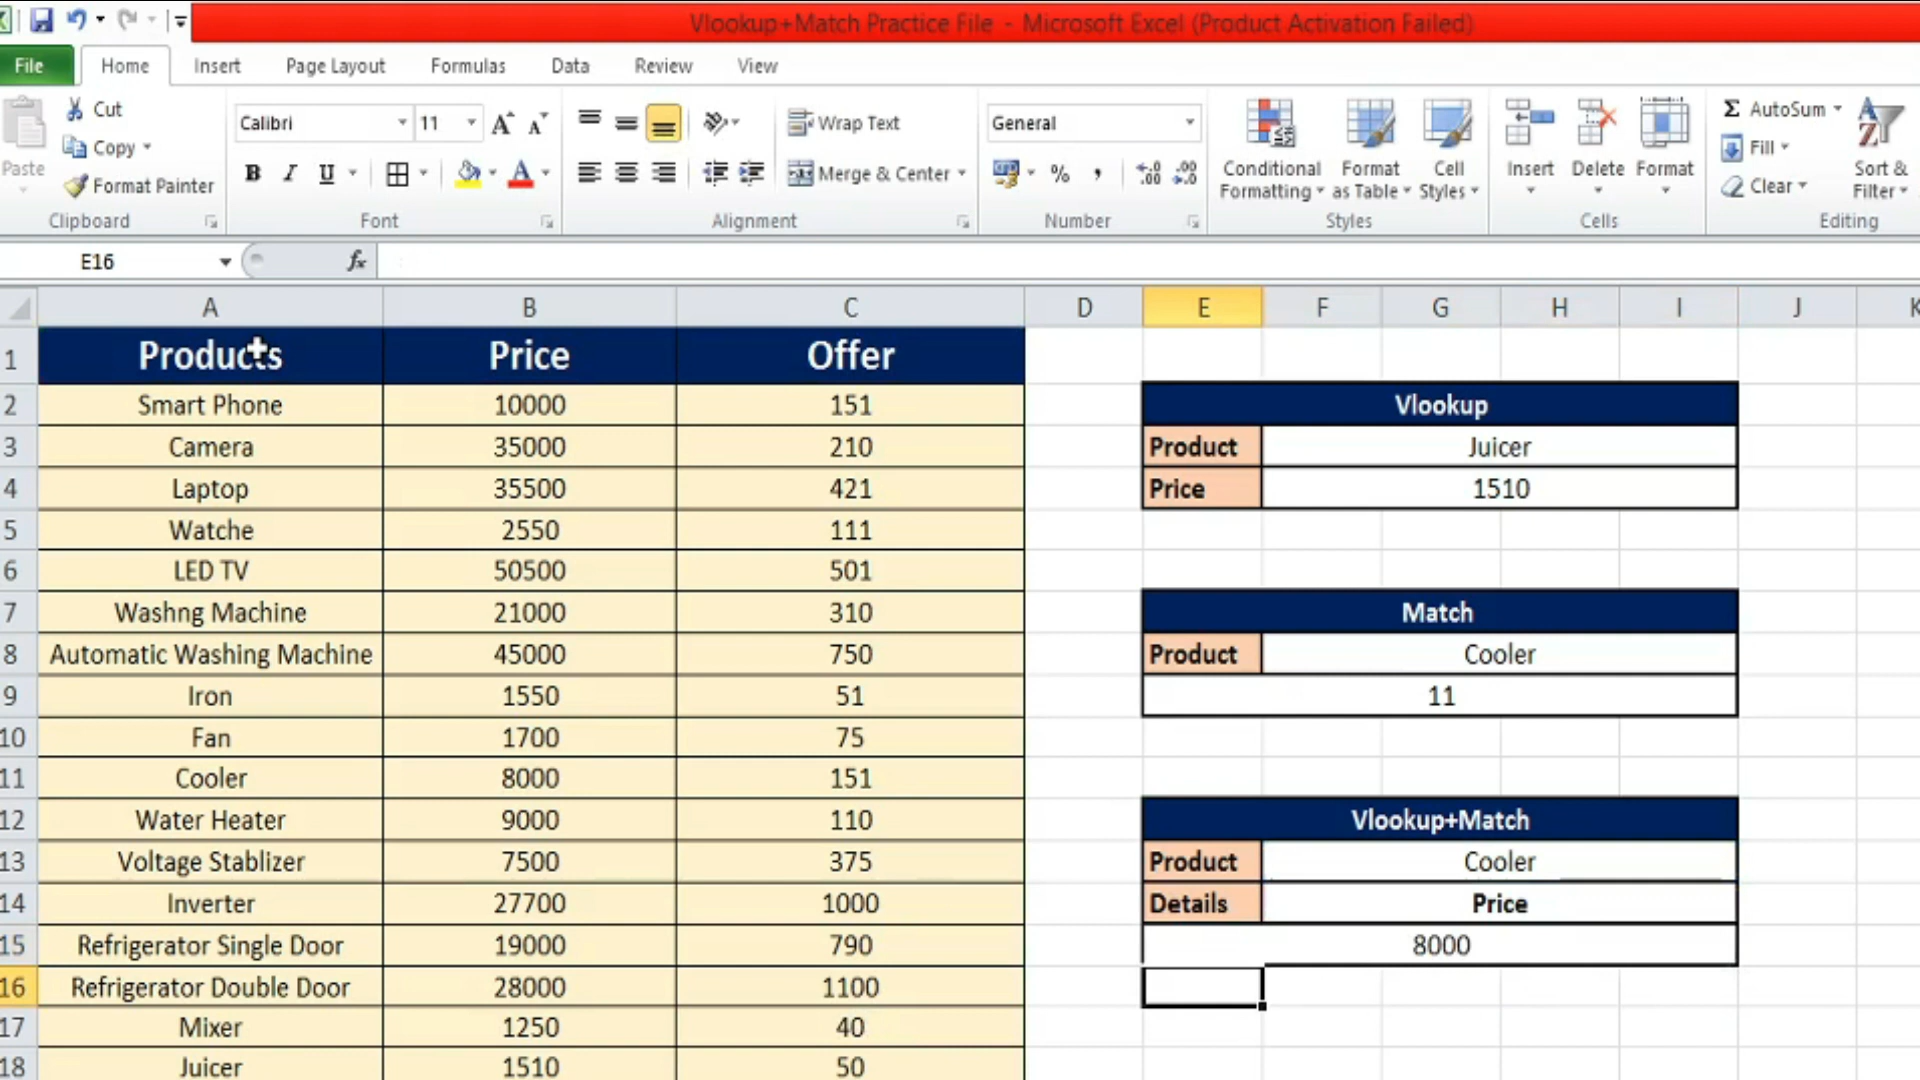 Vlookup+Match Practice File - Microsoft Excel (Product Activation Failed)
File Home Insert Page Layout Formulas Data Review View
Cut
Copy
Format Painter
Paste
Clipboard
Calibri 11
B I U
Font
Wrap Text
Merge & Center
Alignment
General
% , .00 .00
Number
Conditional Formatting
Format as Table
Cell Styles
Styles
Insert Delete Format
Cells
Σ AutoSum
Fill
Clear
Sort & Filter
Editing
E16 fx
A B C D E F G H I J K
1 Products Price Offer
2 Smart Phone 10000 151 Vlookup
3 Camera 35000 210 Product Juicer
4 Laptop 35500 421 Price 1510
5 Watche 2550 111
6 LED TV 50500 501
7 Washng Machine 21000 310 Match
8 Automatic Washing Machine 45000 750 Product Cooler
9 Iron 1550 51 11
10 Fan 1700 75
11 Cooler 8000 151
12 Water Heater 9000 110 Vlookup+Match
13 Voltage Stablizer 7500 375 Product Cooler
14 Inverter 27700 1000 Details Price
15 Refrigerator Single Door 19000 790 8000
16 Refrigerator Double Door 28000 1100
17 Mixer 1250 40
18 Juicer 1510 50